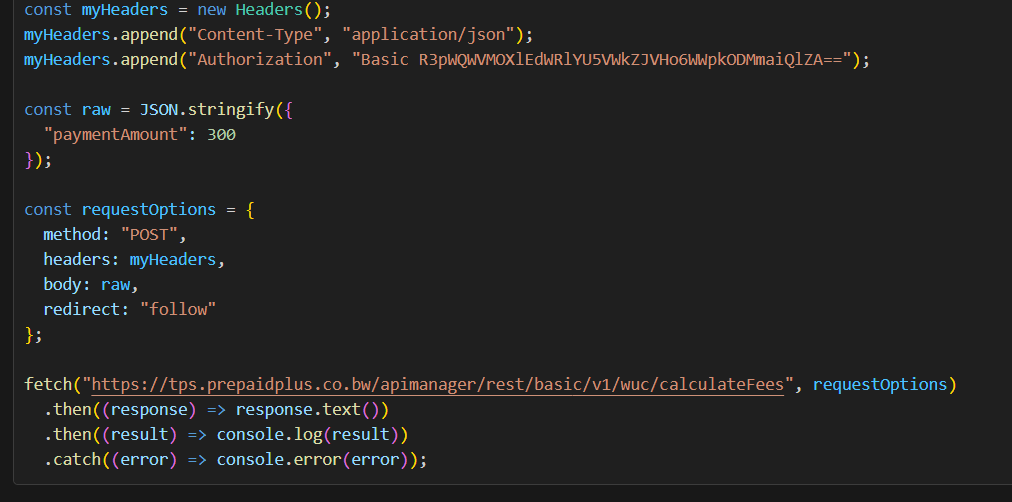 const myHeaders = new Headers();
myHeaders.append("Content-Type", "application/json");
myHeaders.append("Authorization", "Basic R3pWQWVMOXlEdWRlYU5VWkZJVHo6WWpkODMmaiQlZA==");
const raw = JSON.stringify({
  "paymentAmount": 300
});
const requestOptions = {
  method: "POST",
  headers: myHeaders,
  body: raw,
  redirect: "follow"
};
fetch("https://tps.prepaidplus.co.bw/apimanager/rest/basic/v1/wuc/calculateFees", requestOptions)
  .then((response) => response.text())
  .then((result) => console.log(result))
  .catch((error) => console.error(error));